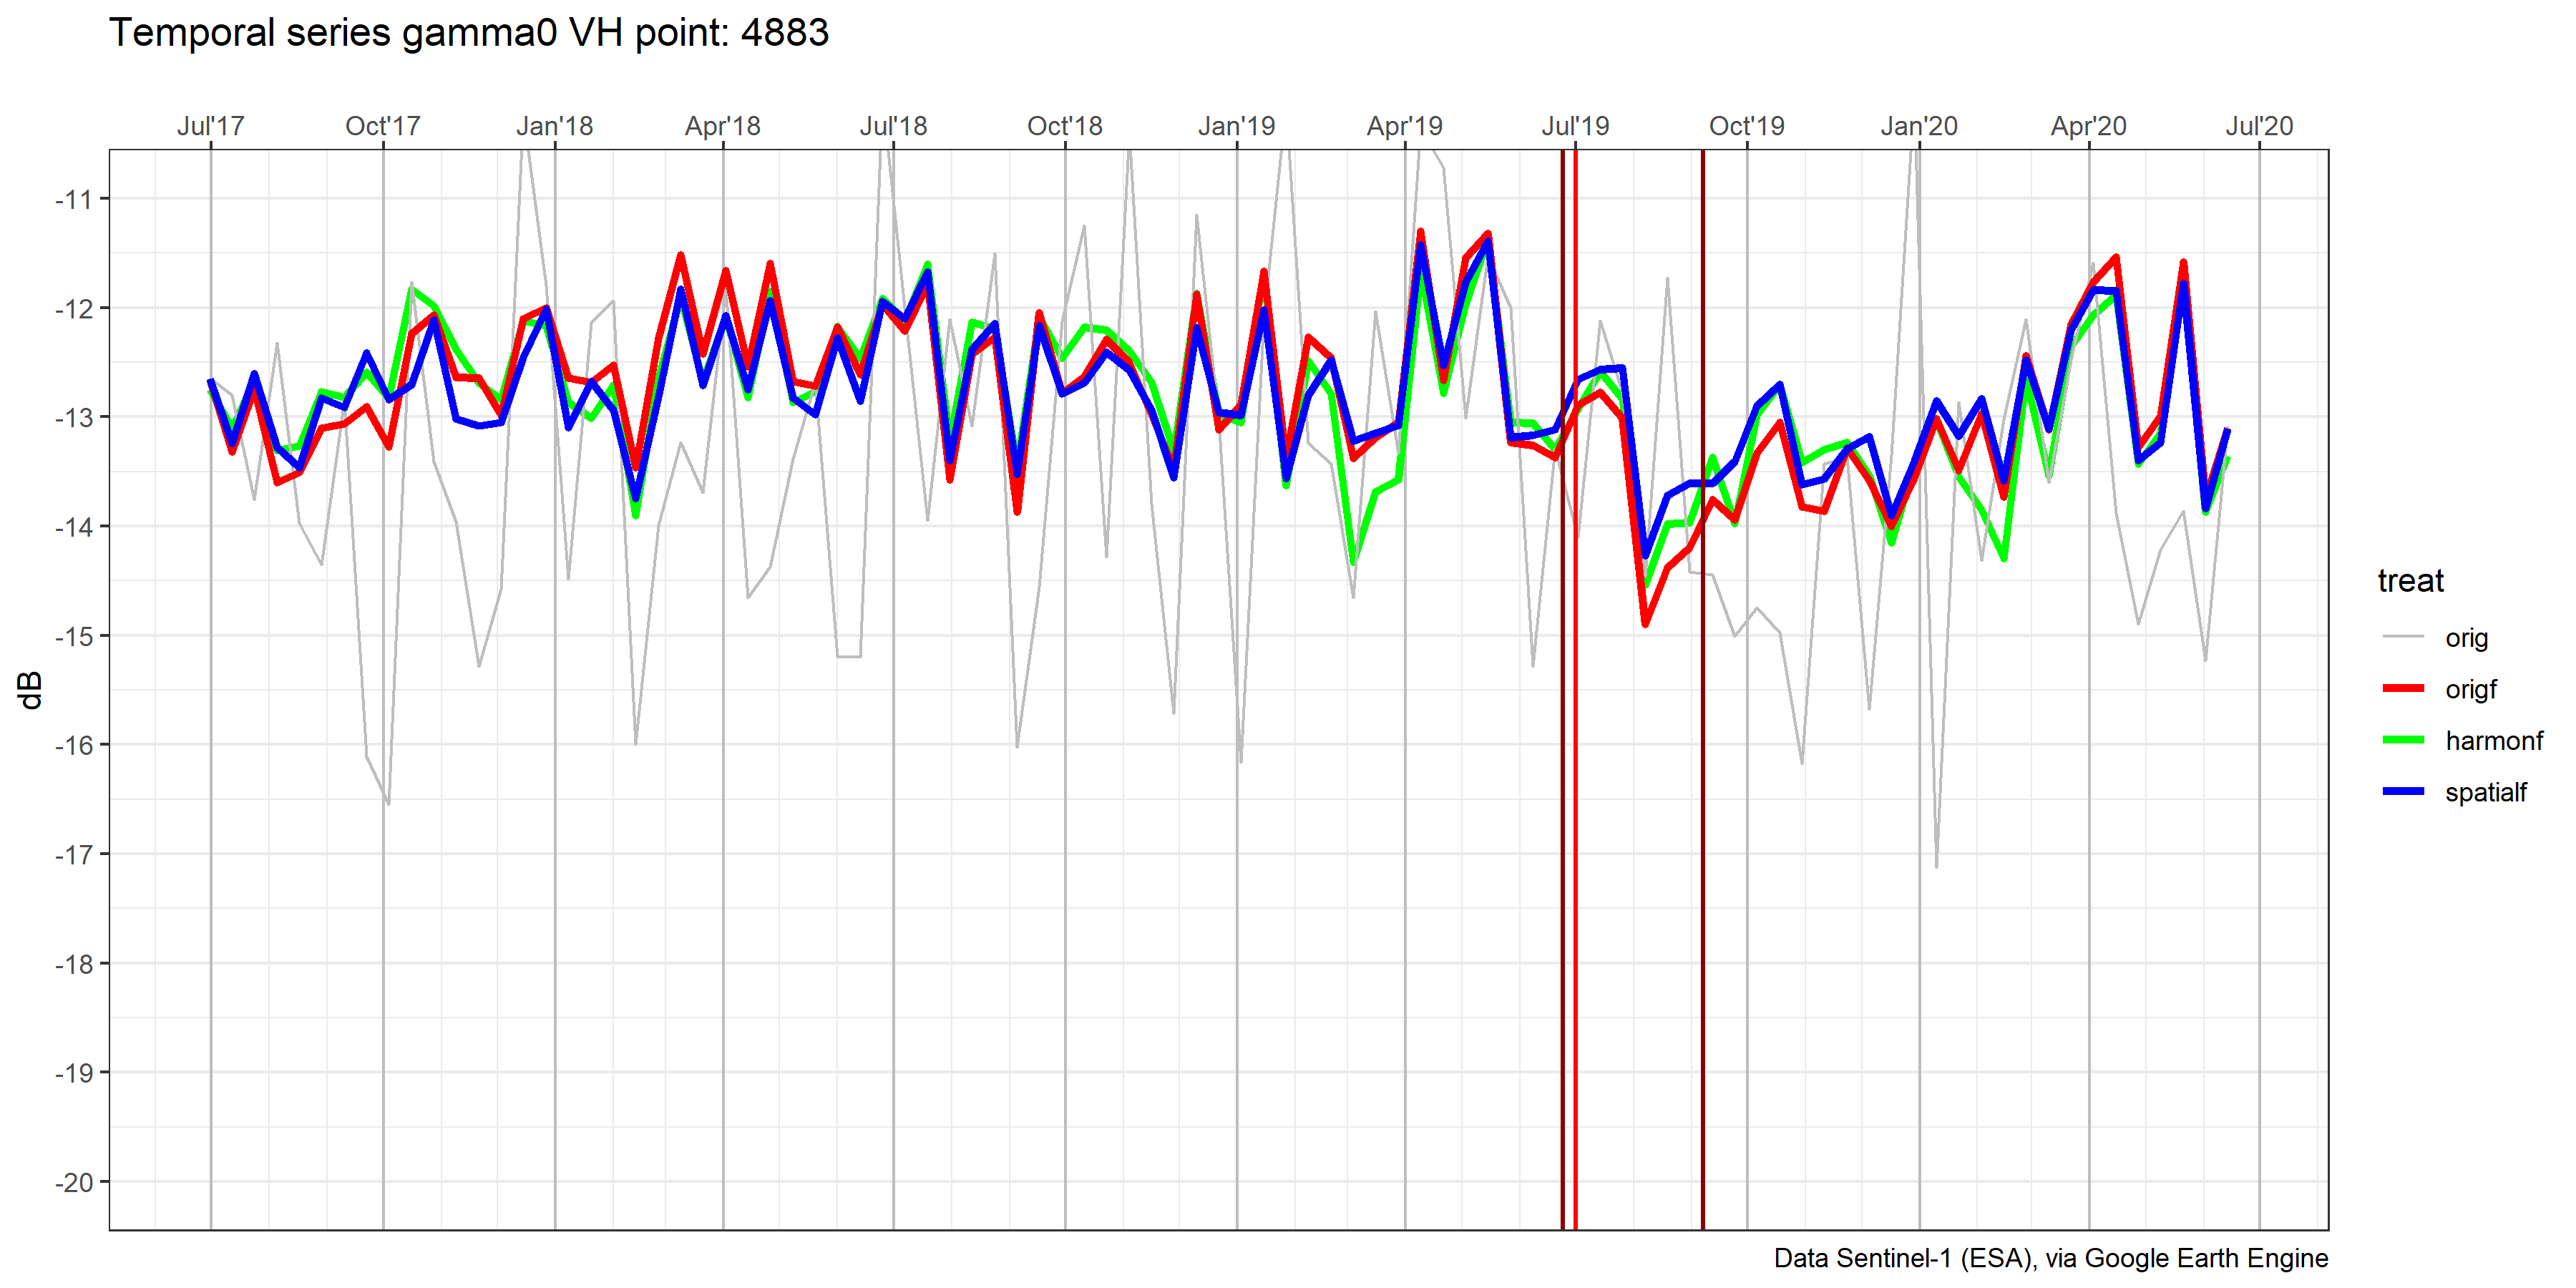 Temporal series gamma0 VH point: 4883
Jul'17 Oct'17 Jan'18 Apr'18 Jul'18 Oct'18 Jan'19 Apr'19 Jul'19 Oct'19 Jan'20 Apr'20 Jul'20
-11
-12
-13
-14
-15
-16
-17
-18
-19
-20
dB
treat
orig
origf
harmonf
spatialf
Data Sentinel-1 (ESA), via Google Earth Engine